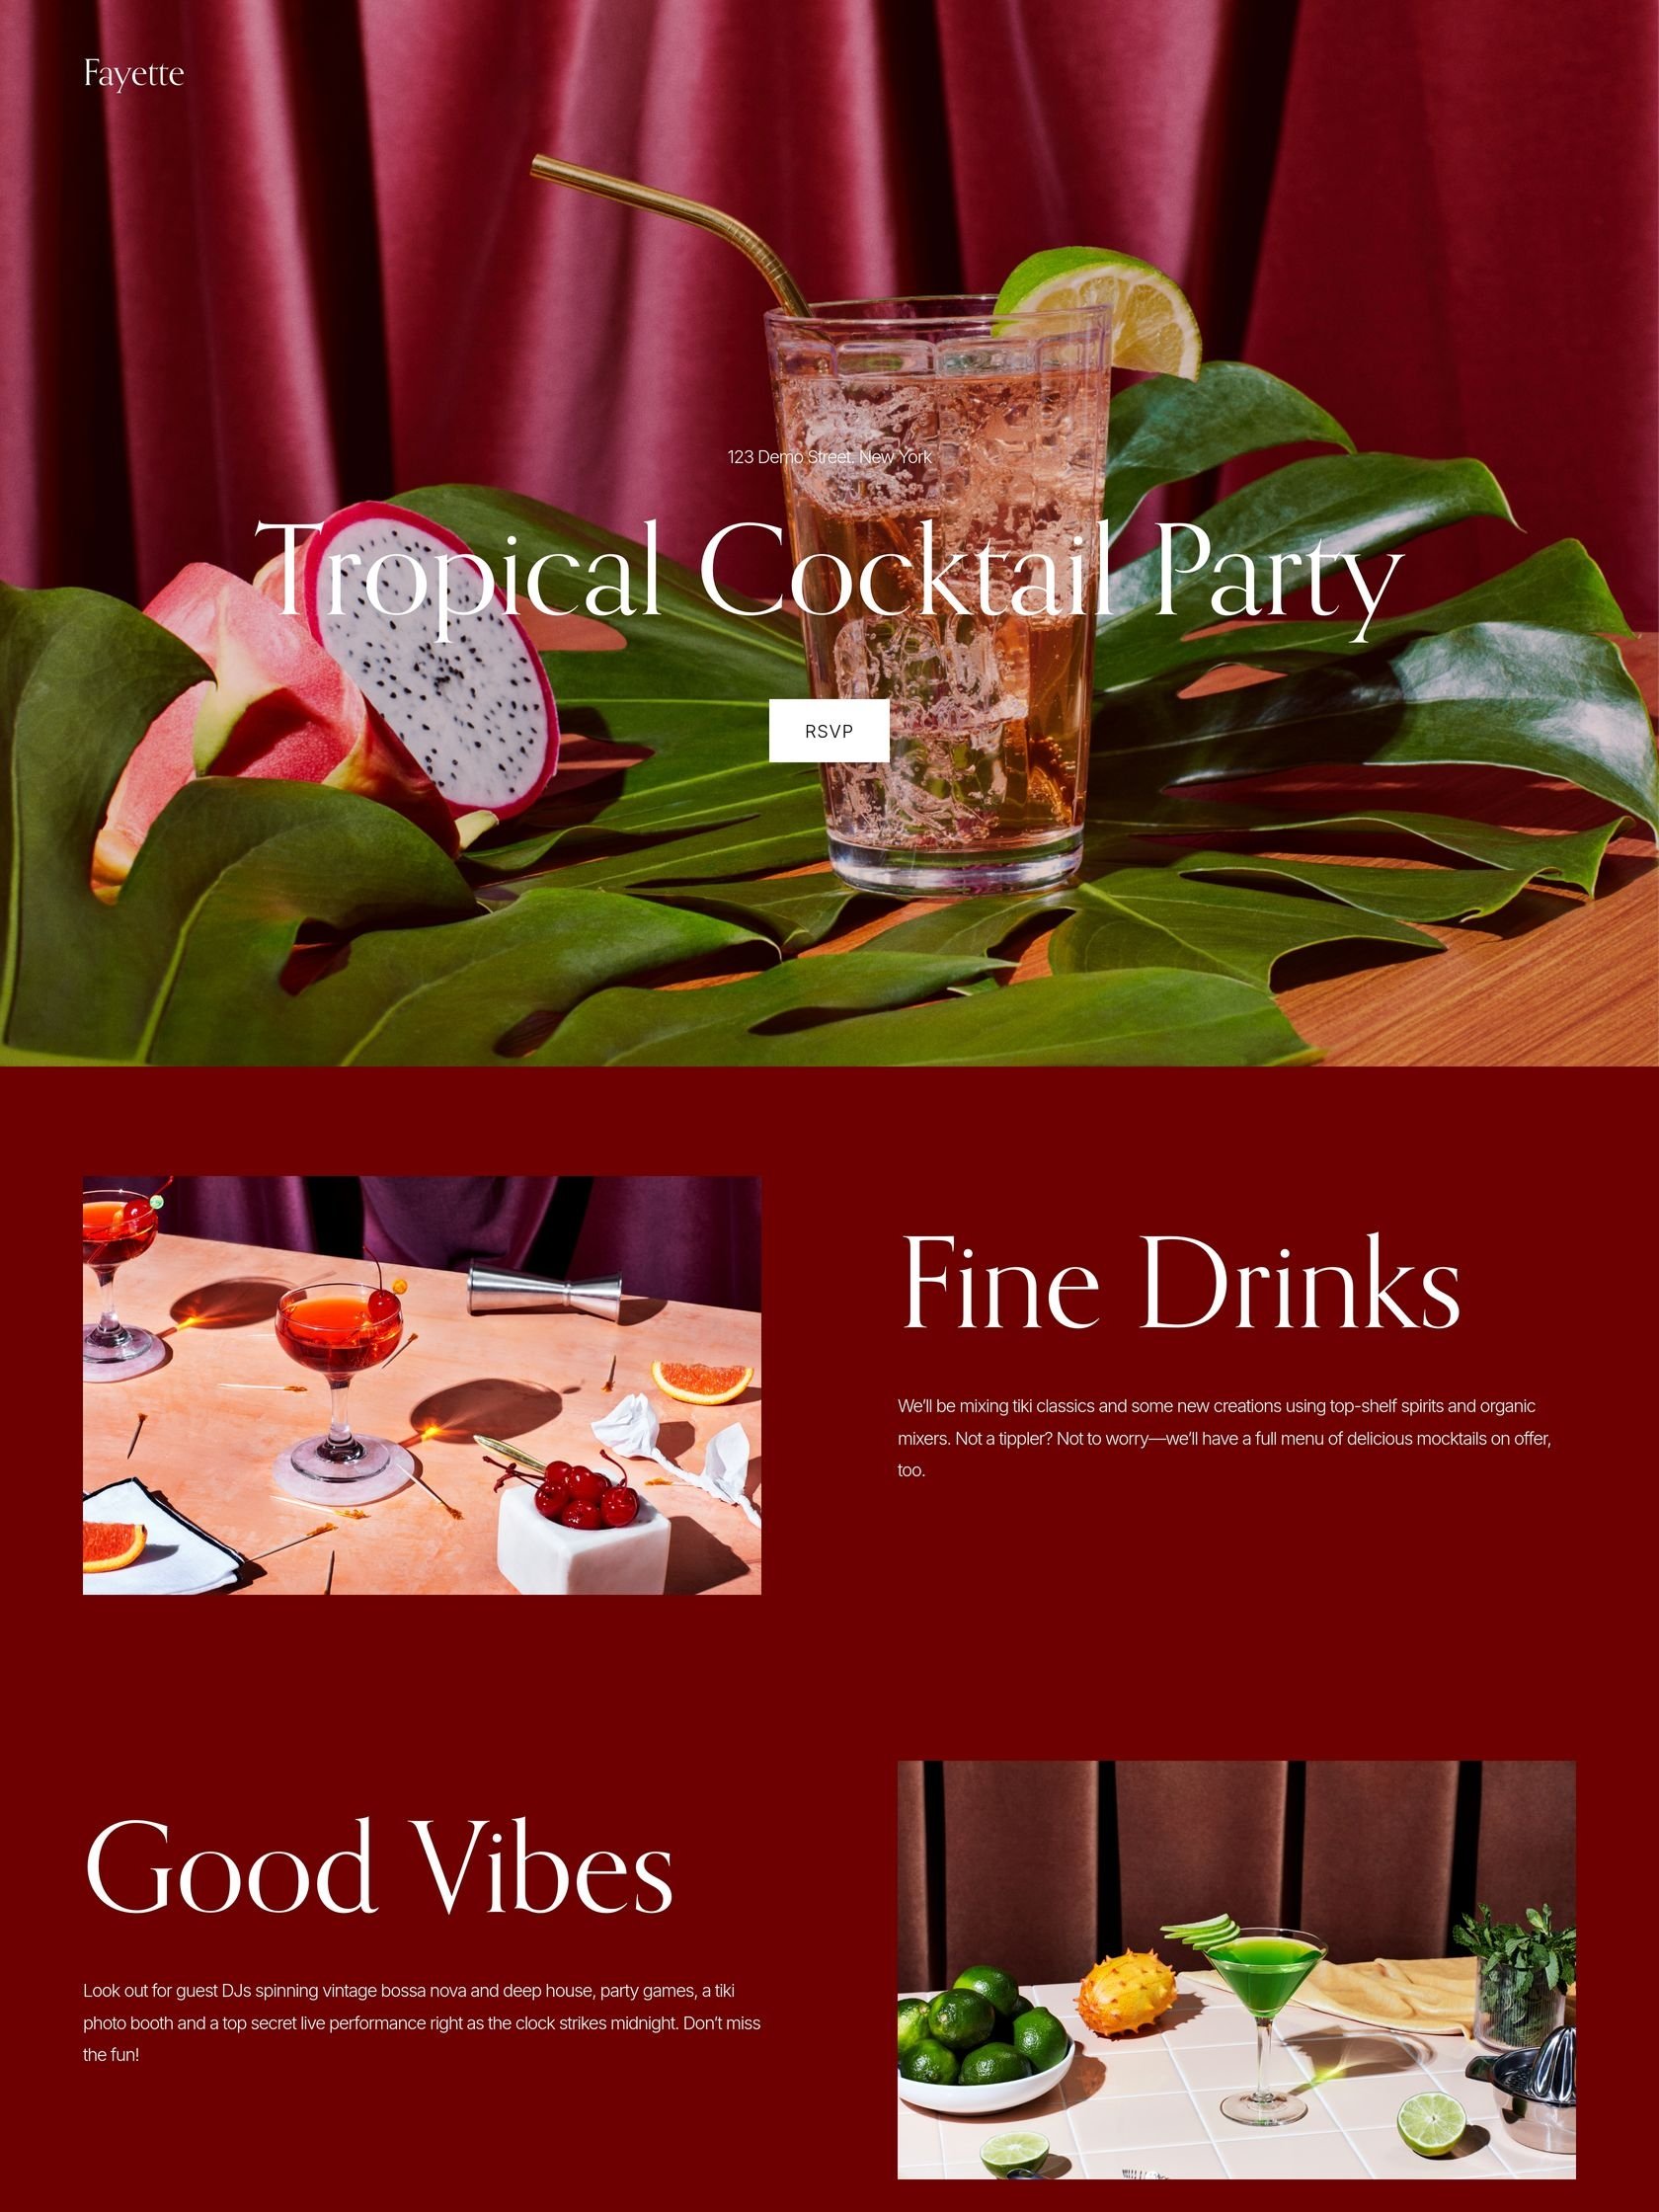 Fayette
123 Demo Street. New York
Tropical Cocktail Party
RSVP
Fine Drinks
We’ll be mixing tiki classics and some new creations using top-shelf spirits and organic
mixers. Not a tippler? Not to worry—we’ll have a full menu of delicious mocktails on offer,
too.
Good Vibes
Look out for guest DJs spinning vintage bossa nova and deep house, party games, a tiki
photo booth and a top secret live performance right as the clock strikes midnight. Don’t miss
the fun!